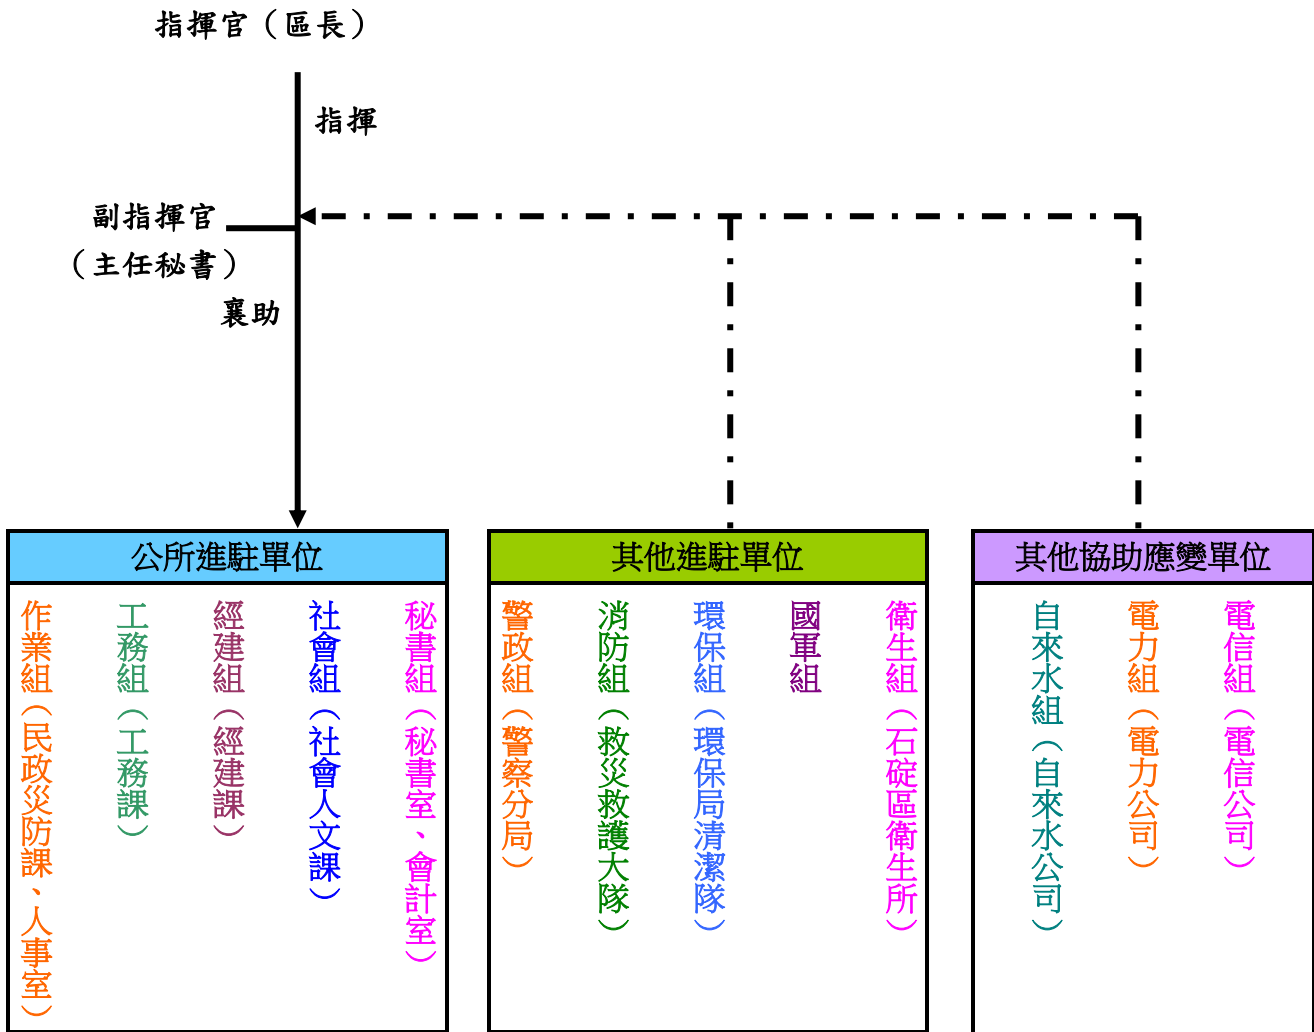 指揮官（區長）
指揮
副指揮官
（主任秘書）
襄助
公所進駐單位
作業組（民政災防課、人事室）
工務組（工務課）
經建組（經建課）
社會組（社會人文課）
秘書組（秘書室、會計室）
其他進駐單位
警政組（警察分局）
消防組（救災救護大隊）
環保組（環保局清潔隊）
國軍組
衛生組（石碇區衛生所）
其他協助應變單位
自來水組（自來水公司）
電力組（電力公司）
電信組（電信公司）